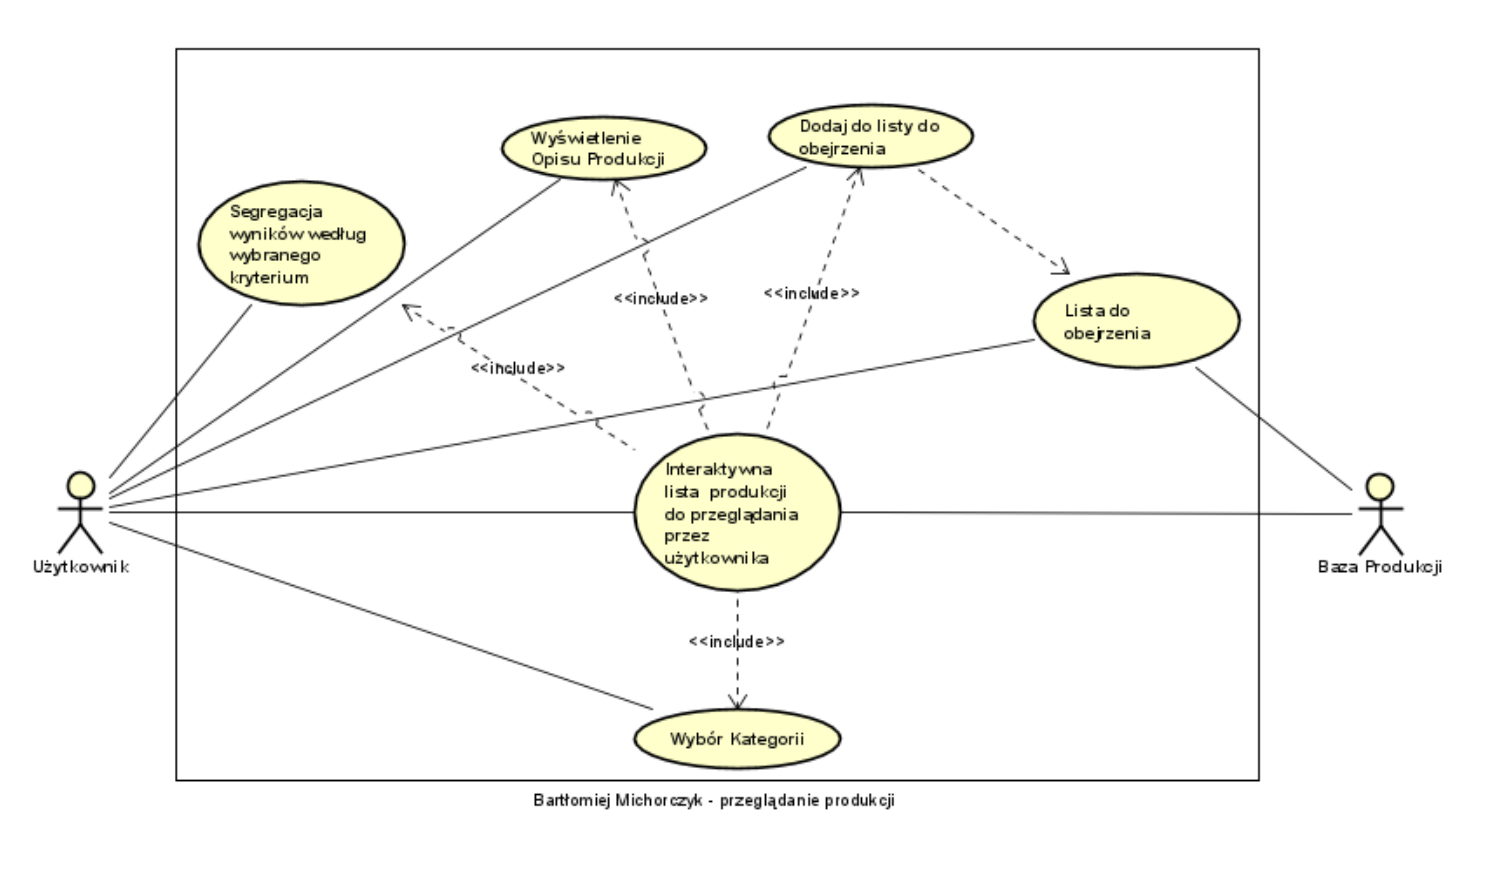 Wyświetlenie
Opisu Produkcji
Dodaj do listy do
obejrzenia
Segregacja
wyników według
wybranego
kryterium
<<include>>
<<include>>
<<include>>
Lista do
obejrzenia
Interaktywna
lista produkcji
do przeglądania
przez
użytkownika
Użytkownik
Baza Produkcji
<<include>>
Wybór Kategorii
Bartłomiej Michorczyk - przeglądanie produkcji